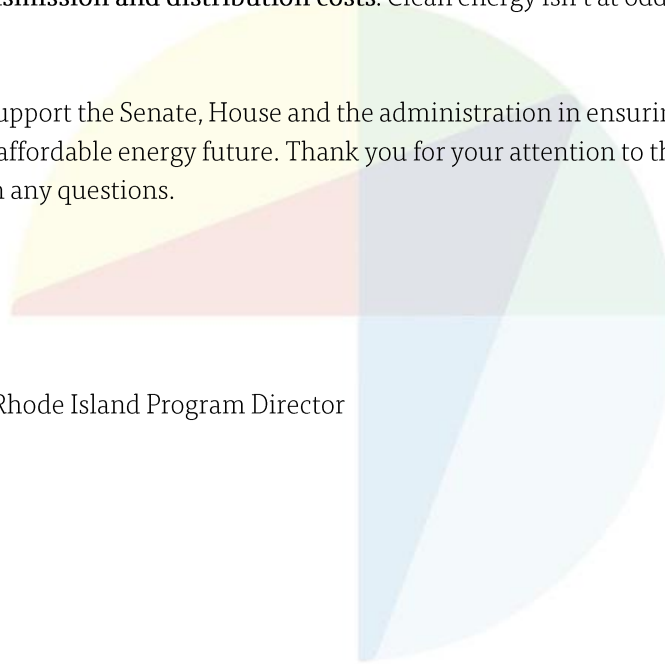 smission and distribution costs. Clean energy isn't at odd
upport the Senate, House and the administration in ensurin
affordable energy future. Thank you for your attention to th
any questions.
Rhode Island Program Director